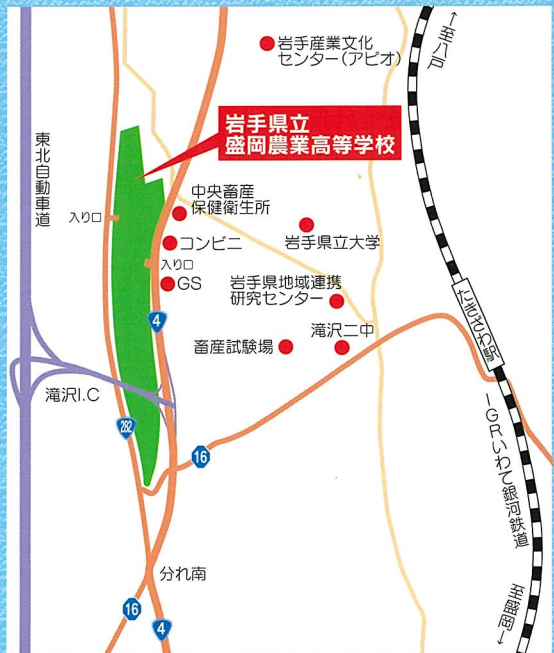 ↑至八戸
岩手産業文化
センター(アピオ)
岩手県立
盛岡農業高等学校
東北自動車道
中央畜産
保健衛生所
入り口
コンビニ
岩手県立大学
入り口
GS
岩手県地域連携
研究センター
4
畜産試験場
滝沢二中
たきざわ駅
滝沢I.C
282
16
IGRいわて銀河鉄道
分れ南
16
4
至盛岡↓